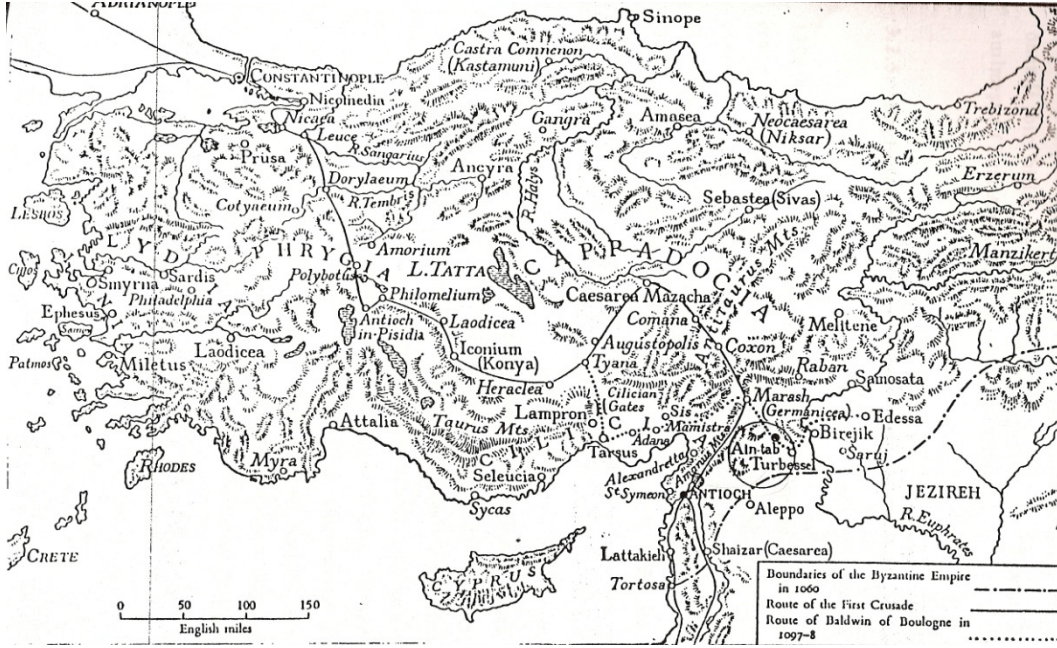 ADRIANOPLE
Sinope
Castra Comnenon
(Kastamuni)
CONSTANTINOPLE
Nicomedia
Trebizond
Nicaea
Leuce
Gangra
Amasea
Neocaesarea
(Niksar)
R.Sangarius
Prusa
Ancyra
Dorylaeum
Erzerum
R.Tembris
R.Halys
Sebastea (Sivas)
Cotyneum
LESBOS
LYDIA
PHRYGIA
Amorium
CAPPADOCIA
Manzikert
Polybotus
L.TATTA
AntiTaurus Mts.
Chios
Sardis
Smyrna
Philadelphia
Philomelium
Caesarea Mazacha
Comana
Melitene
Ephesus
Samos
Antioch
in-Pisidia
Laodicea
Augustopolis
Coxon
Patmos
Laodicea
Iconium
(Konya)
Tyana
Raban
Miletus
Heraclea
Samosata
Cilician
Gates
Marash
(Germanicea)
Edessa
Attalia
Taurus Mts.
Lampron
Sis
Mamistra
Birejik
CILICIA
Adana
Tarsus
Ain-tab
Saruj
Turbessel
RHODES
Myra
Seleucia
Alexandretta
Amanus Mts.
St Symeon
ANTIOCH
JEZIREH
Sycas
Aleppo
R.Euphrates
CRETE
CYPRUS
Lattakieh
Shaizar (Caesarea)
Tortosa
Boundaries of the Byzantine Empire
in 1060
Route of the First Crusade
Route of Baldwin of Boulogne in
1097-8
0 50 100 150
English miles